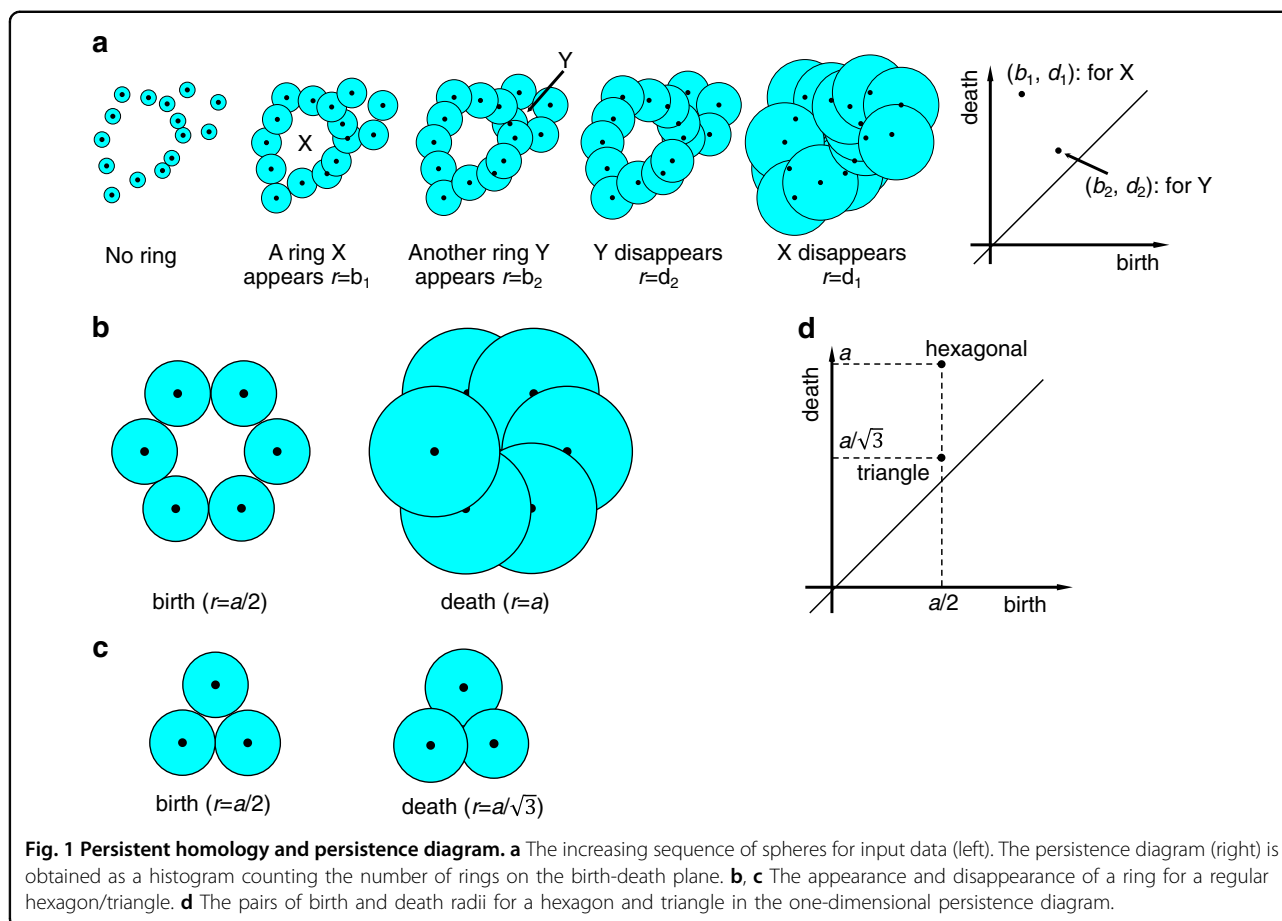 a
X
Y
No ring
A ring X
appears r=b₁
Another ring Y
appears r=b₂
Y disappears
r=d₂
X disappears
r=d₁
death
(b₁, d₁): for X
(b₂, d₂): for Y
birth
b
birth (r=a/2)
death (r=a)
d
a
hexagonal
death
a/√3
triangle
a/2
birth
c
birth (r=a/2)
death (r=a/√3)
Fig. 1 Persistent homology and persistence diagram. a The increasing sequence of spheres for input data (left). The persistence diagram (right) is
obtained as a histogram counting the number of rings on the birth-death plane. b, c The appearance and disappearance of a ring for a regular
hexagon/triangle. d The pairs of birth and death radii for a hexagon and triangle in the one-dimensional persistence diagram.